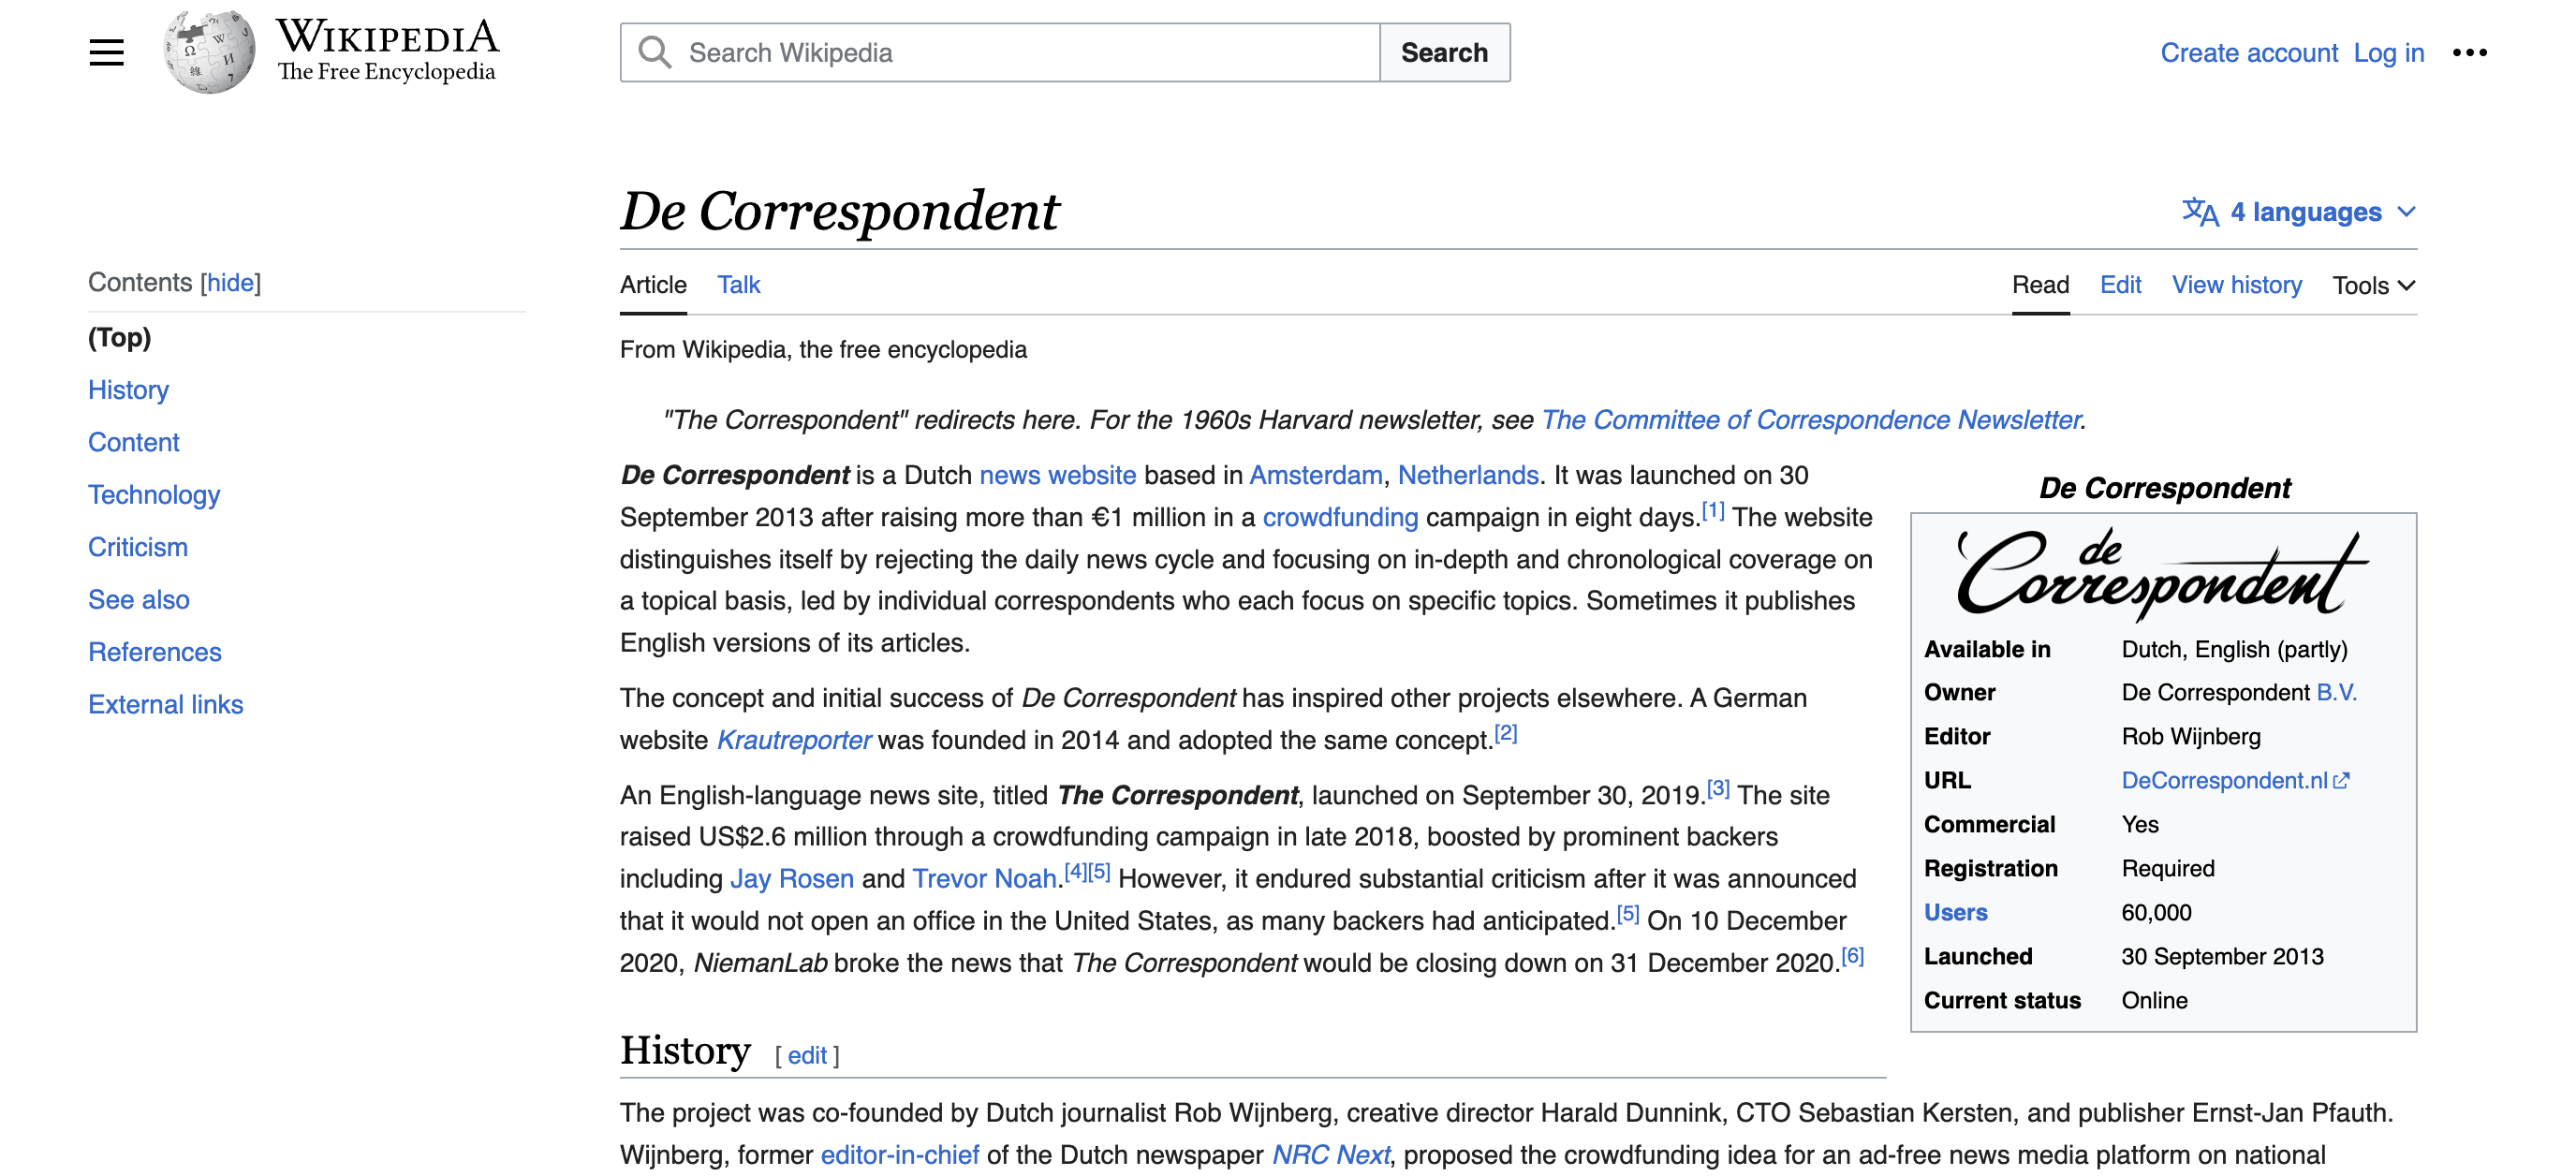 WIKIPEDIA
The Free Encyclopedia
Search Wikipedia
Search
Create account Log in
De Correspondent
4 languages
Article Talk
Read Edit View history Tools
Contents [hide]
(Top)
History
Content
Technology
Criticism
See also
References
External links
From Wikipedia, the free encyclopedia
"The Correspondent" redirects here. For the 1960s Harvard newsletter, see The Committee of Correspondence Newsletter.
De Correspondent is a Dutch news website based in Amsterdam, Netherlands. It was launched on 30
September 2013 after raising more than €1 million in a crowdfunding campaign in eight days.[1] The website
distinguishes itself by rejecting the daily news cycle and focusing on in-depth and chronological coverage on
a topical basis, led by individual correspondents who each focus on specific topics. Sometimes it publishes
English versions of its articles.
The concept and initial success of De Correspondent has inspired other projects elsewhere. A German
website Krautreporter was founded in 2014 and adopted the same concept.[2]
An English-language news site, titled The Correspondent, launched on September 30, 2019.[3] The site
raised US$2.6 million through a crowdfunding campaign in late 2018, boosted by prominent backers
including Jay Rosen and Trevor Noah.[4][5] However, it endured substantial criticism after it was announced
that it would not open an office in the United States, as many backers had anticipated.[5] On 10 December
2020, NiemanLab broke the news that The Correspondent would be closing down on 31 December 2020.[6]
De Correspondent
de
Correspondent
Available in Dutch, English (partly)
Owner De Correspondent B.V.
Editor Rob Wijnberg
URL DeCorrespondent.nl
Commercial Yes
Registration Required
Users 60,000
Launched 30 September 2013
Current status Online
History [ edit ]
The project was co-founded by Dutch journalist Rob Wijnberg, creative director Harald Dunnink, CTO Sebastian Kersten, and publisher Ernst-Jan Pfauth.
Wijnberg, former editor-in-chief of the Dutch newspaper NRC Next, proposed the crowdfunding idea for an ad-free news media platform on national